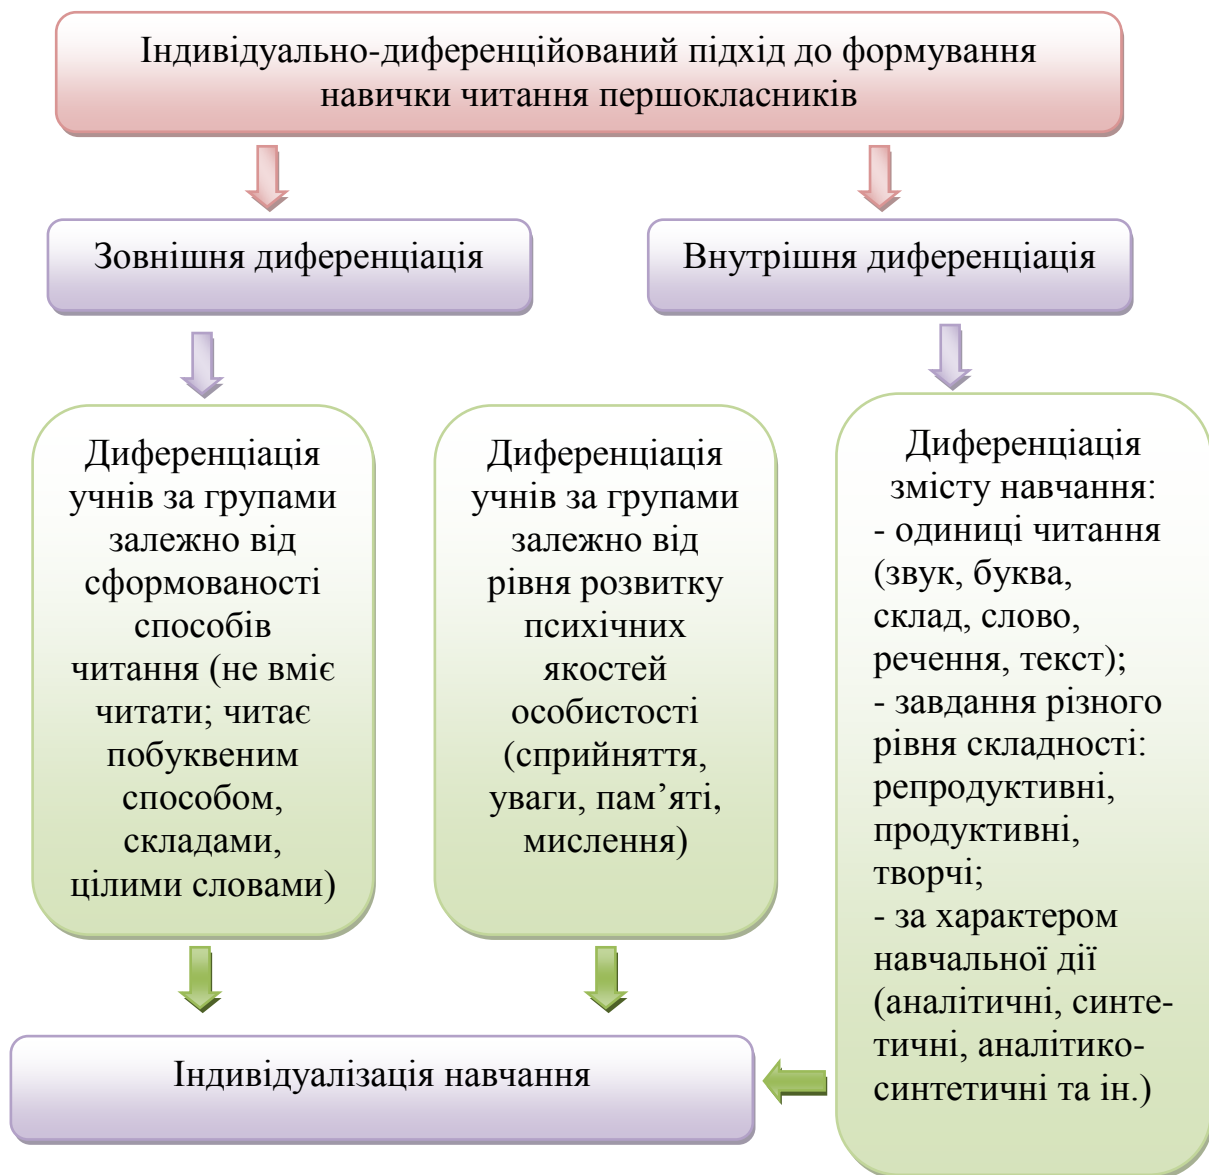 Індивідуально-диференційований підхід до формування
навички читання першокласників
Зовнішня диференціація
Внутрішня диференціація
Диференціація
учнів за групами
залежно від
сформованості
способів
читання (не вміє
читати; читає
побуквеним
способом,
складами,
цілими словами)
Диференціація
учнів за групами
залежно від
рівня розвитку
психічних
якостей
особистості
(сприйняття,
уваги, пам’яті,
мислення)
Диференціація
змісту навчання:
- одиниці читання
(звук, буква,
склад, слово,
речення, текст);
- завдання різного
рівня складності:
репродуктивні,
продуктивні,
творчі;
- за характером
навчальної дії
(аналітичні, синте-
тичні, аналітико-
синтетичні та ін.)
Індивідуалізація навчання